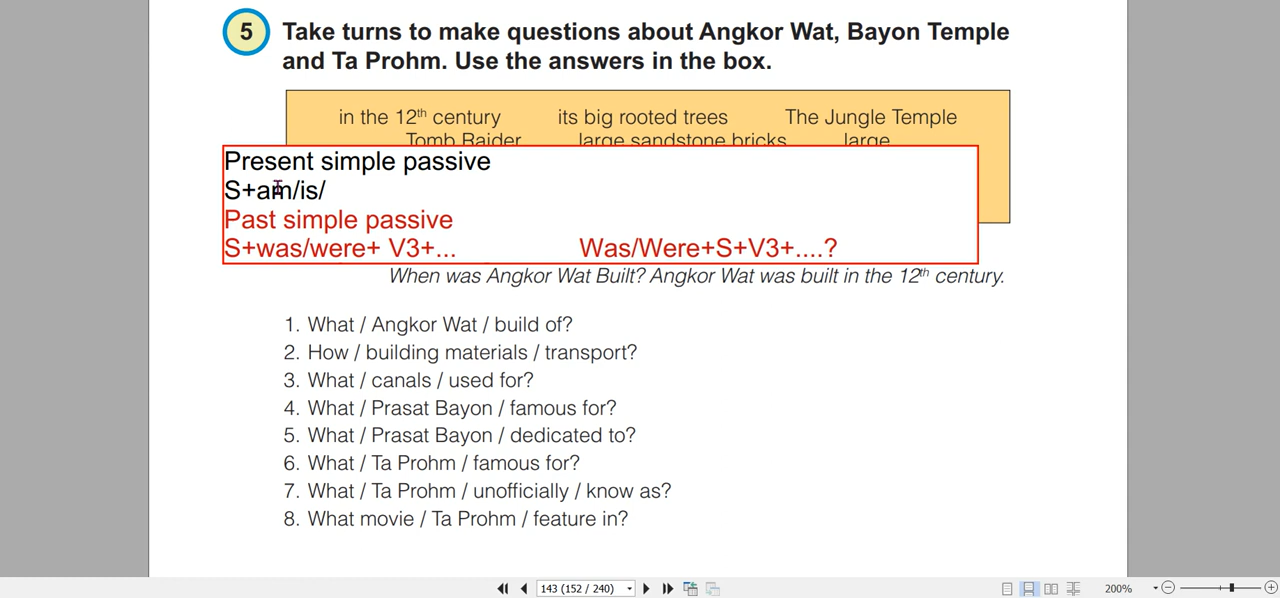 5 Take turns to make questions about Angkor Wat, Bayon Temple
and Ta Prohm. Use the answers in the box.
in the 12th century its big rooted trees The Jungle Temple
Tomb Raider large sandstone bricks large
Present simple passive
S+am/is/
Past simple passive
S+was/were+ V3+... Was/Were+S+V3+....?
When was Angkor Wat Built? Angkor Wat was built in the 12th century.
1. What / Angkor Wat / build of?
2. How / building materials / transport?
3. What / canals / used for?
4. What / Prasat Bayon / famous for?
5. What / Prasat Bayon / dedicated to?
6. What / Ta Prohm / famous for?
7. What / Ta Prohm / unofficially / know as?
8. What movie / Ta Prohm / feature in?
143 (152 / 240) 200%